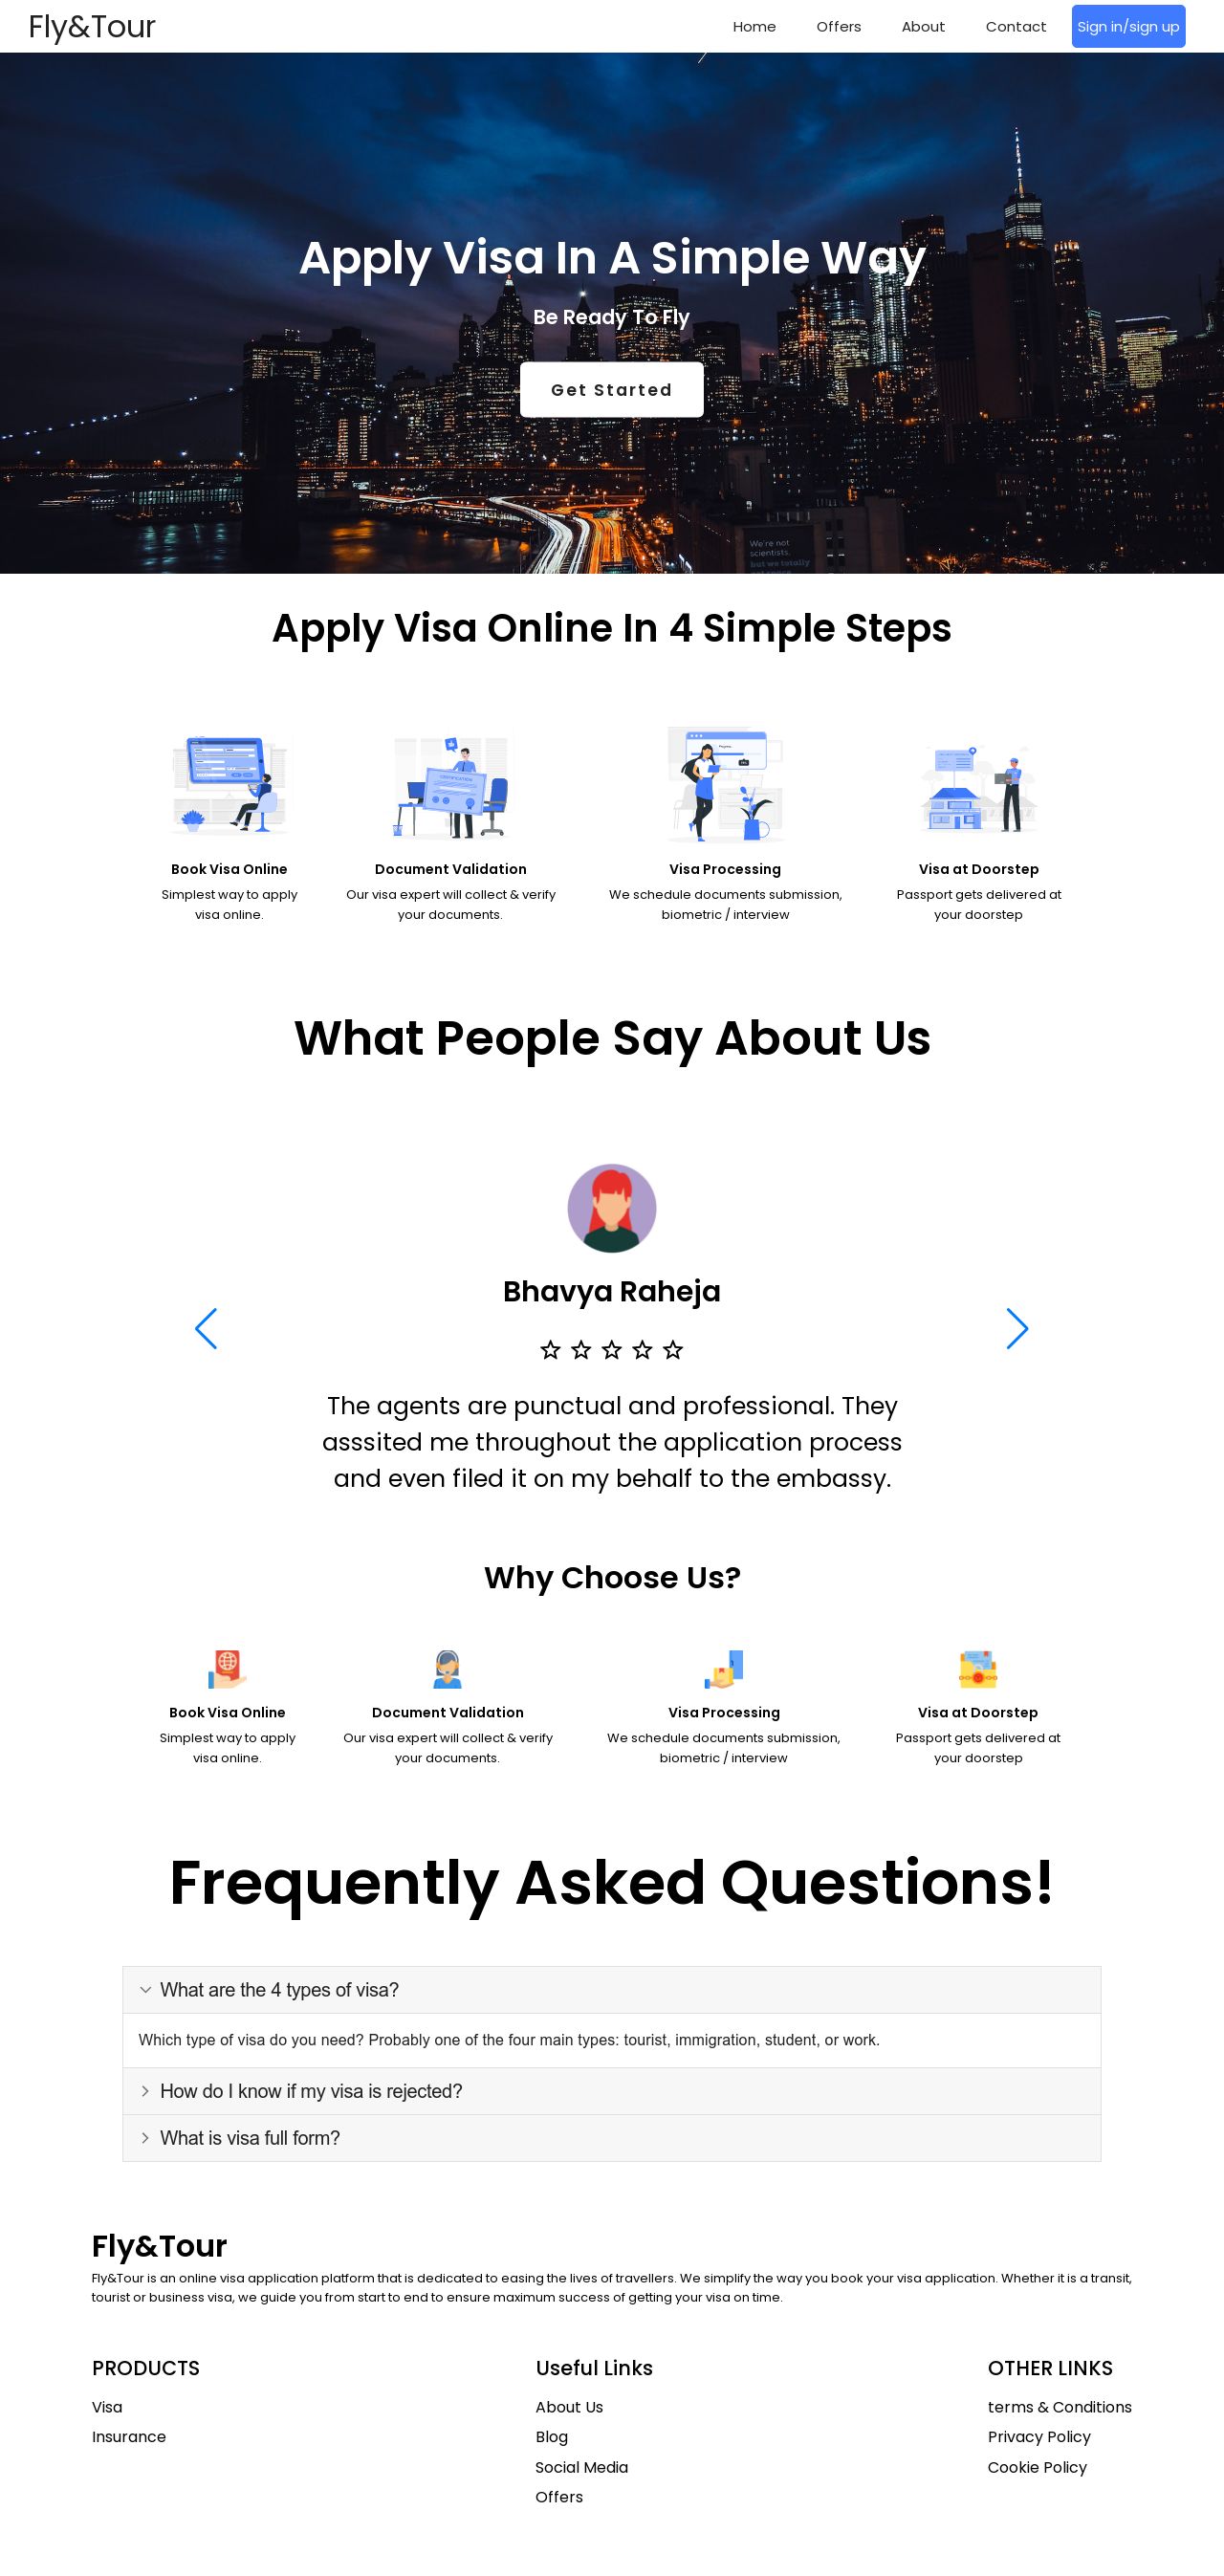 Fly&Tour
Home
Offers
About
Contact
Sign in/sign up
Apply Visa In A Simple Way
Be Ready To Fly
Get Started
We're not
scientists,
but we totally
Apply Visa Online In 4 Simple Steps
Book Visa Online
Simplest way to apply
visa online.
Document Validation
Our visa expert will collect & verify
your documents.
Visa Processing
We schedule documents submission,
biometric / interview
Visa at Doorstep
Passport gets delivered at
your doorstep
What People Say About Us
Bhavya Raheja
The agents are punctual and professional. They
asssited me throughout the application process
and even filed it on my behalf to the embassy.
Why Choose Us?
Book Visa Online
Simplest way to apply
visa online.
Document Validation
Our visa expert will collect & verify
your documents.
Visa Processing
We schedule documents submission,
biometric / interview
Visa at Doorstep
Passport gets delivered at
your doorstep
Frequently Asked Questions!
What are the 4 types of visa?
Which type of visa do you need? Probably one of the four main types: tourist, immigration, student, or work.
How do I know if my visa is rejected?
What is visa full form?
Fly&Tour
Fly&Tour is an online visa application platform that is dedicated to easing the lives of travellers. We simplify the way you book your visa application. Whether it is a transit,
tourist or business visa, we guide you from start to end to ensure maximum success of getting your visa on time.
PRODUCTS
Visa
Insurance
Useful Links
About Us
Blog
Social Media
Offers
OTHER LINKS
terms & Conditions
Privacy Policy
Cookie Policy